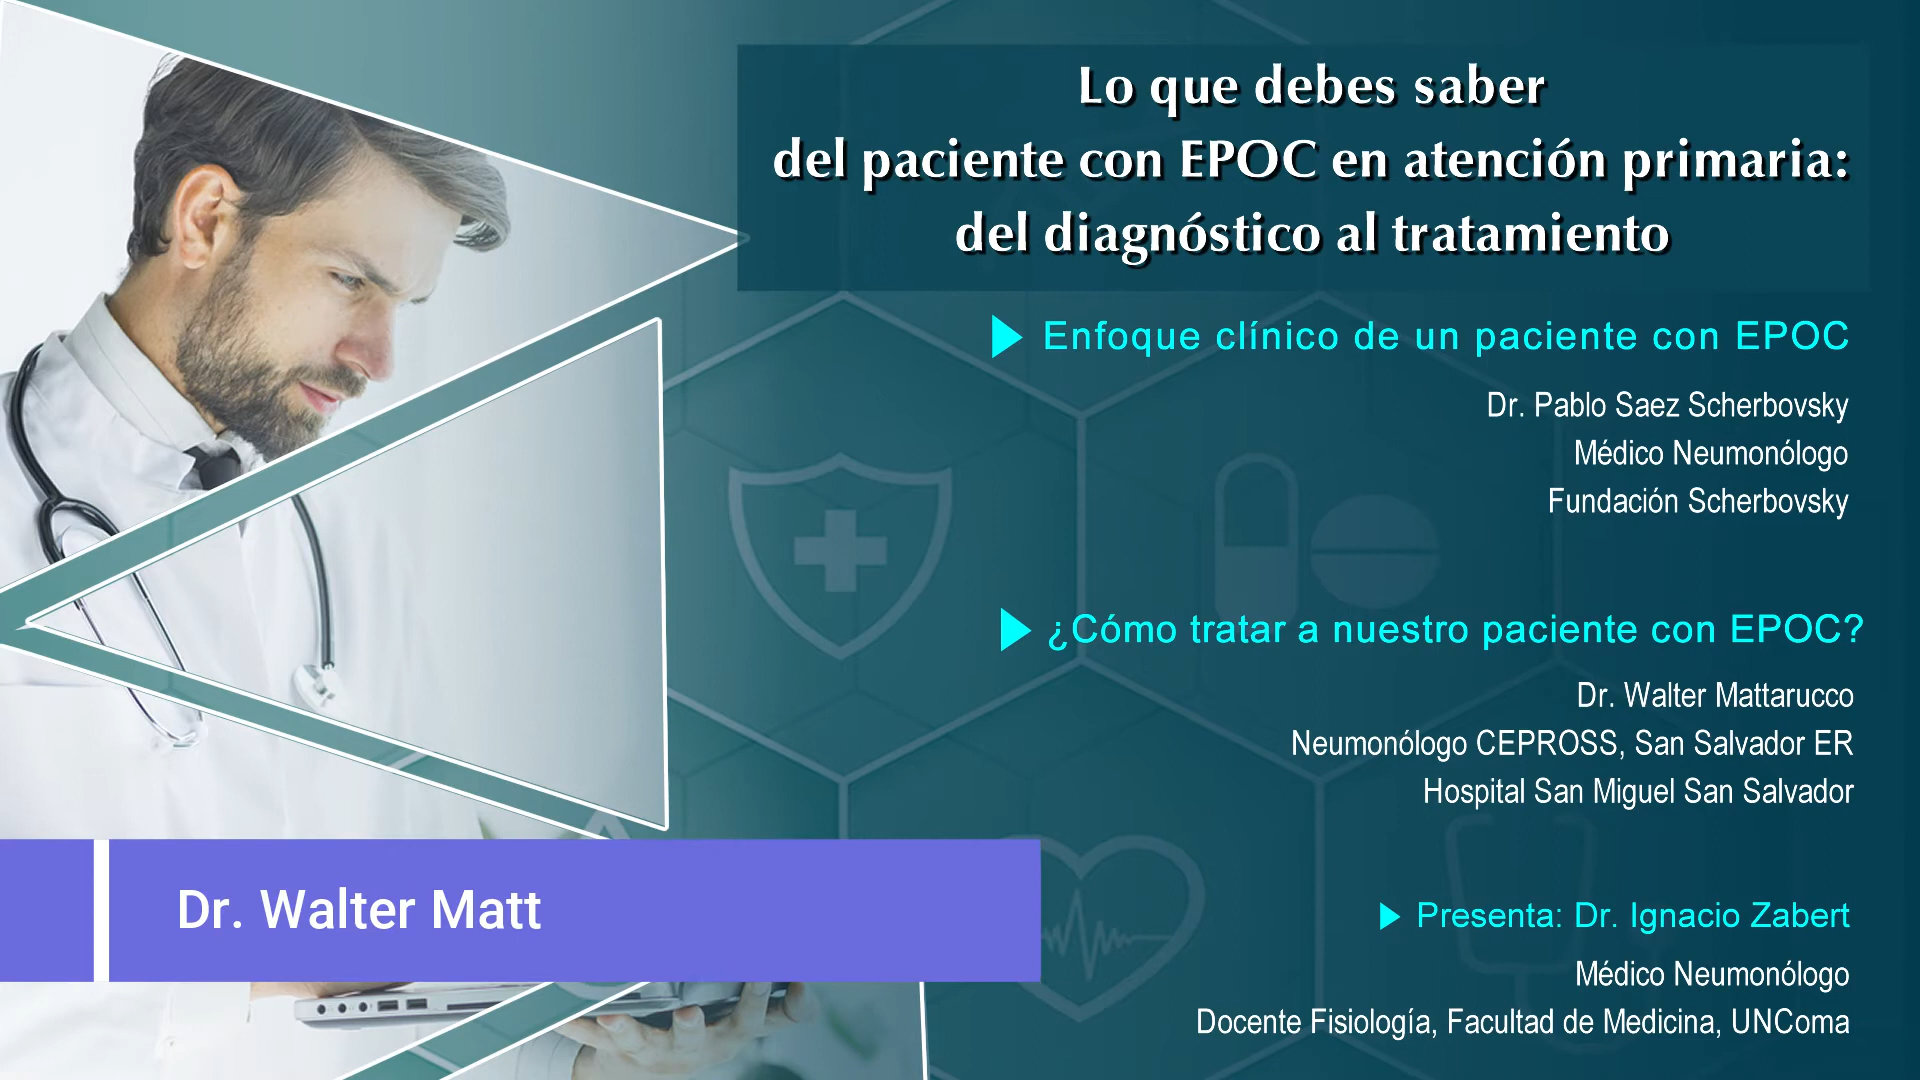 Lo que debes saber
del paciente con EPOC en atención primaria:
del diagnóstico al tratamiento
Enfoque clínico de un paciente con EPOC
Dr. Pablo Saez Scherbovsky
Médico Neumonólogo
Fundación Scherbovsky
¿Cómo tratar a nuestro paciente con EPOC?
Dr. Walter Mattarucco
Neumonólogo CEPROSS, San Salvador ER
Hospital San Miguel San Salvador
Dr. Walter Matt
Presenta: Dr. Ignacio Zabert
Médico Neumonólogo
Docente Fisiología, Facultad de Medicina, UNComa